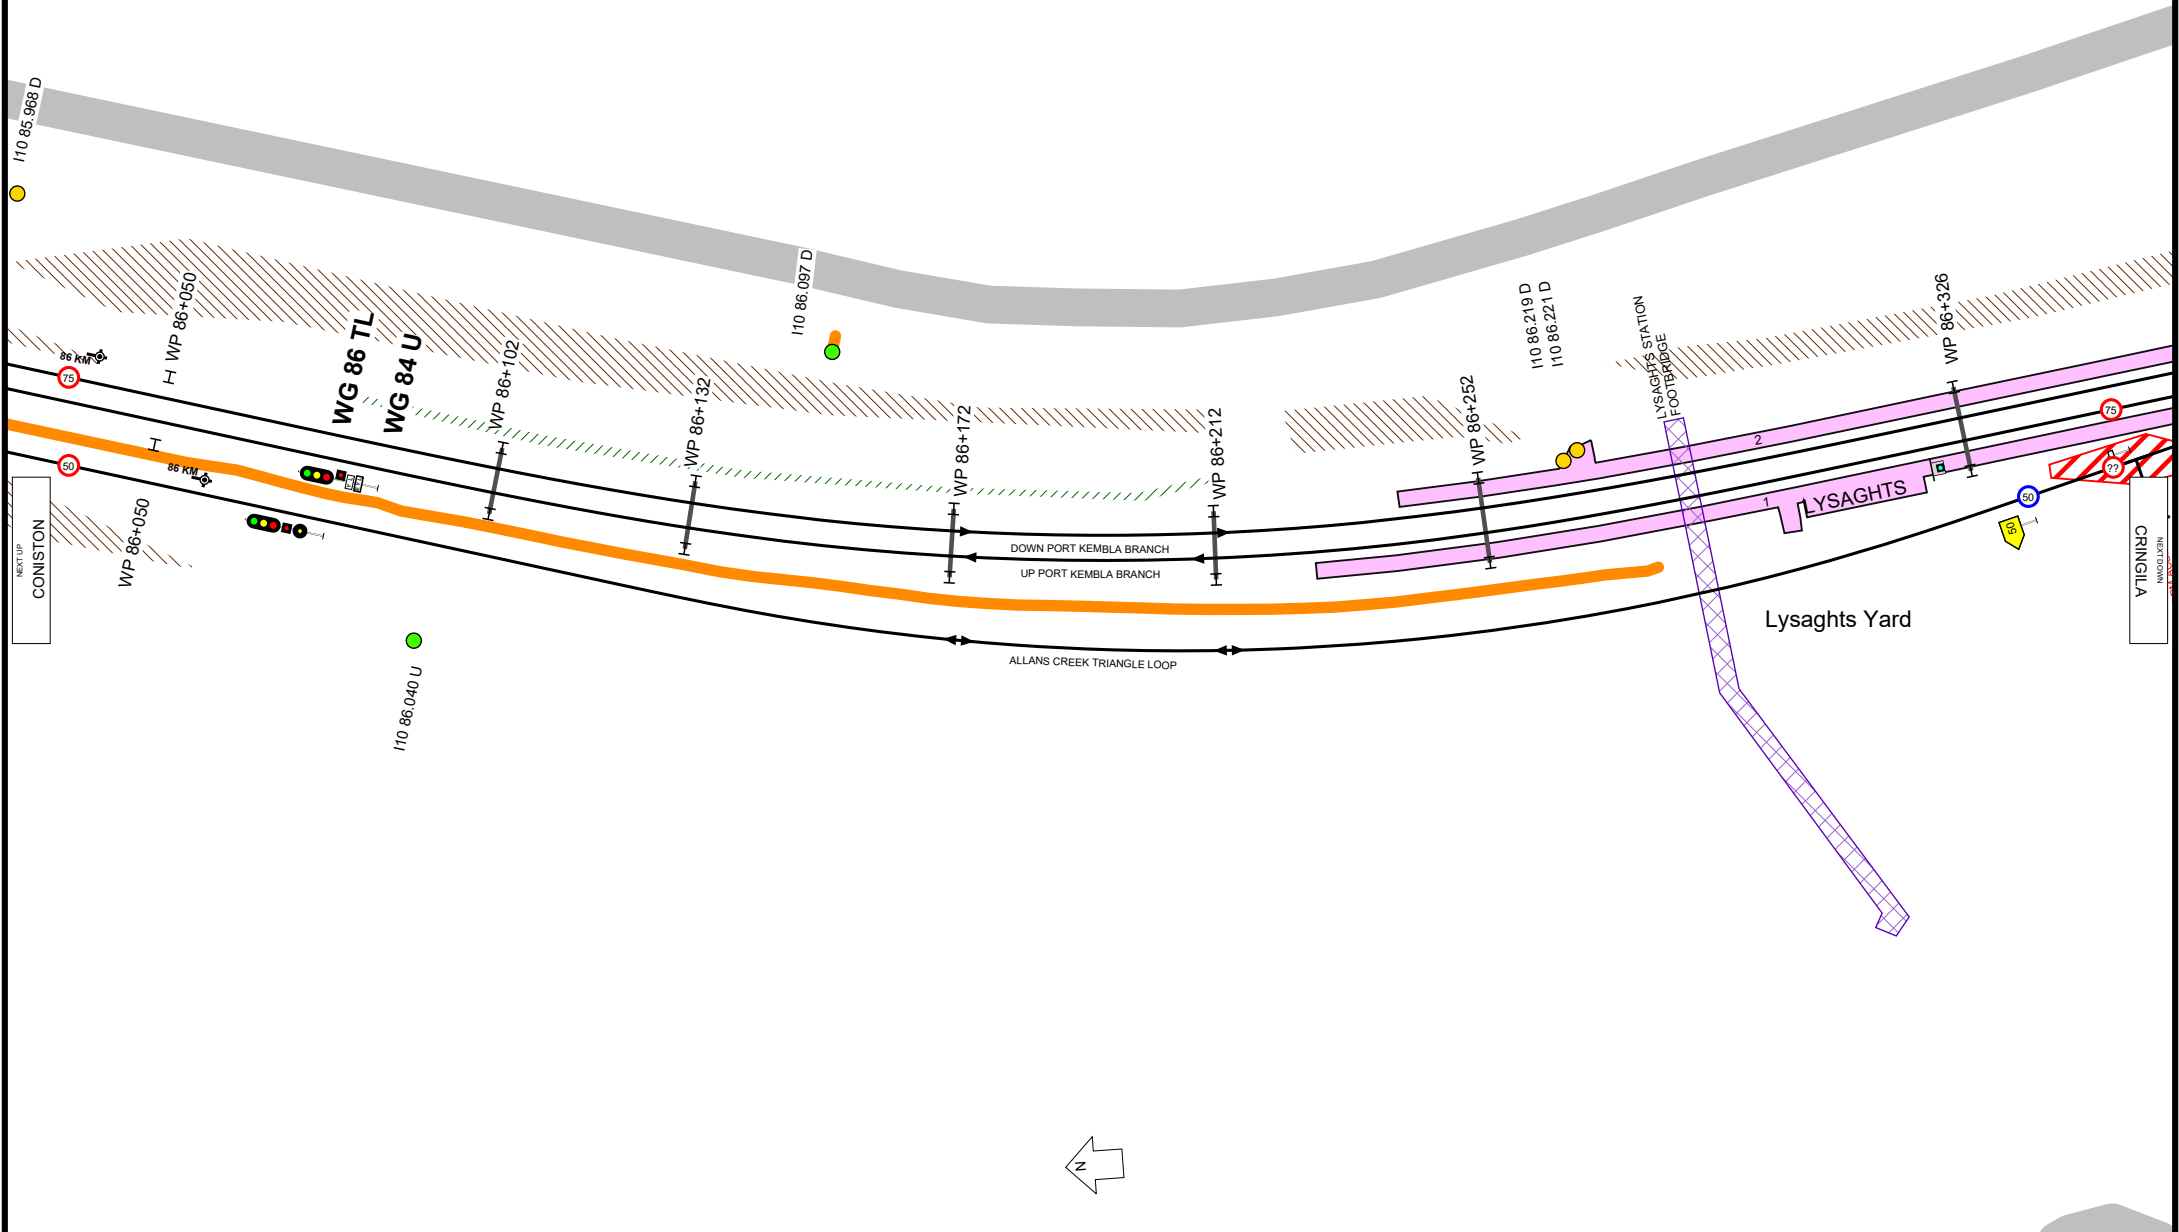 I10 85.968 D
WP 86+050
86 KM
75
WG 86 TL
WG 84 U
WP 86+102
WP 86+132
I10 86.097 D
WP 86+172
WP 86+212
WP 86+252
I10 86.219 D
I10 86.221 D
LYSAGHTS STATION
FOOTBRIDGE
WP 86+326
2
75
1
LYSAGHTS
??
50
50
50
86 KM
WP 86+050
NEXT UP
CONISTON
I10 86.040 U
DOWN PORT KEMBLA BRANCH
UP PORT KEMBLA BRANCH
ALLANS CREEK TRIANGLE LOOP
Lysaghts Yard
NEXT DOWN
CRINGILA
N